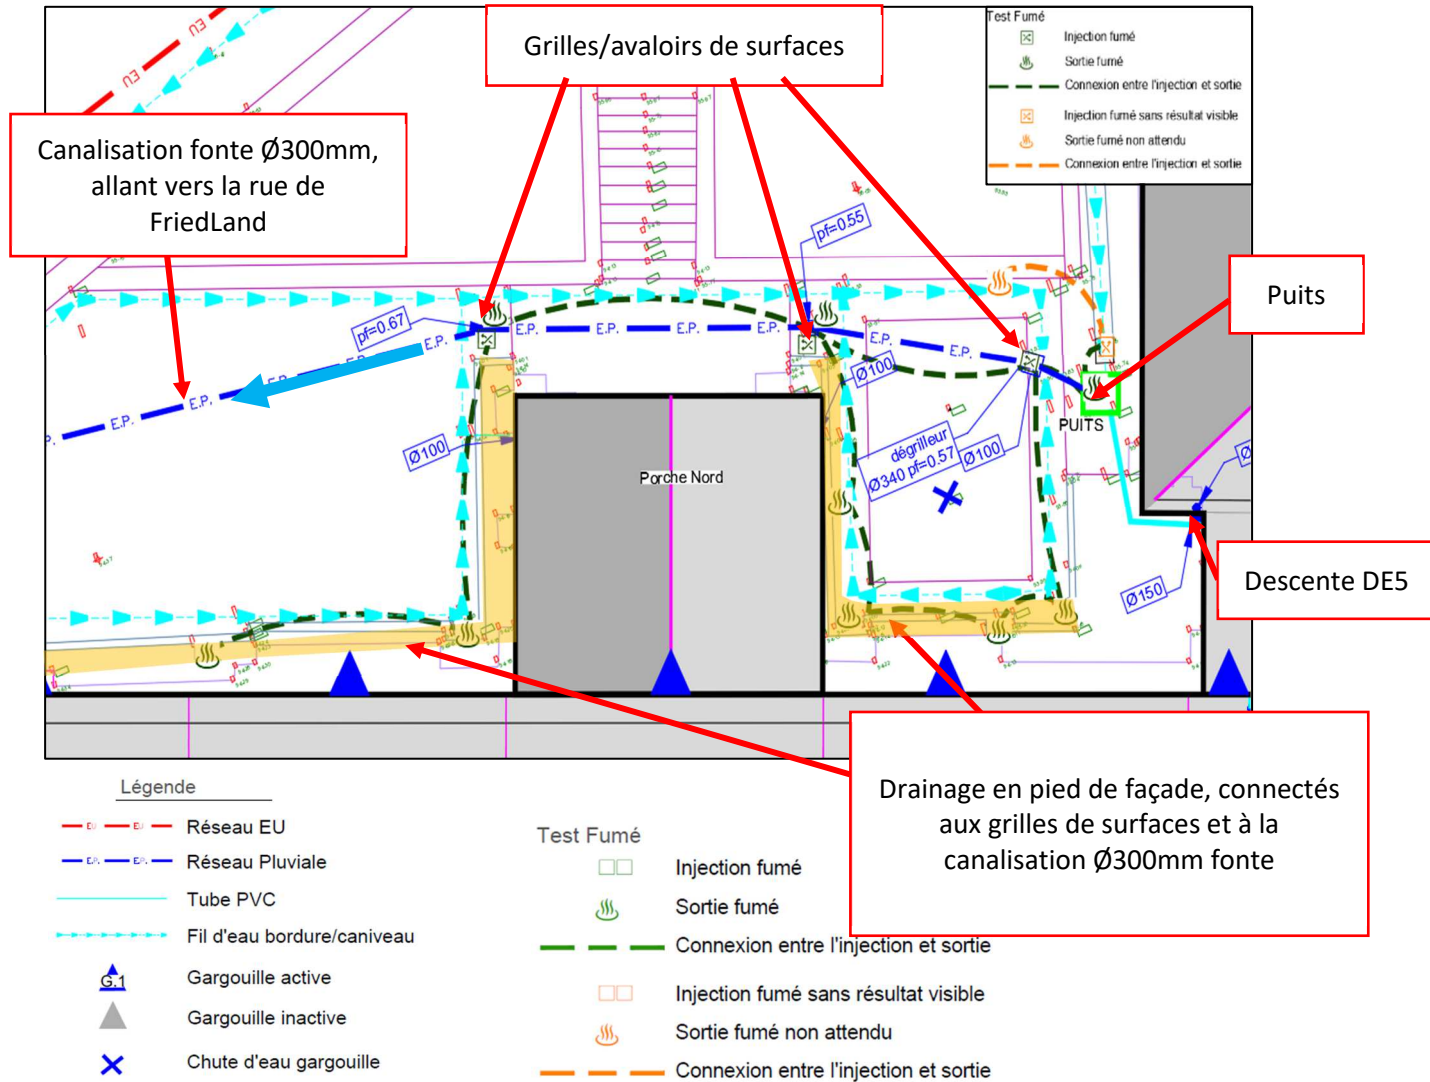 Grilles/avaloirs de surfaces
Test Fumé
Injection fumé
Sortie fumé
Connexion entre l'injection et sortie
Injection fumé sans résultat visible
Sortie fumé non attendu
Connexion entre l'injection et sortie
EU
EU
Canalisation fonte Ø300mm,
allant vers la rue de
FriedLand
pf=0.55
Puits
pf=0.67
E.P.
E.P.
E.P.
E.P.
E.P.
E.P.
E.P.
E.P.
E.P.
Ø100
PUITS
Ø100
dégrilleur
Ø340 pf=0.57
Ø100
Porche Nord
Descente DE5
Ø150
Drainage en pied de façade, connectés
aux grilles de surfaces et à la
canalisation Ø300mm fonte
Légende
EU EU
Réseau EU
E.P. E.P.
Réseau Pluviale
Tube PVC
Fil d'eau bordure/caniveau
G.1
Gargouille active
Gargouille inactive
Chute d'eau gargouille
Test Fumé
Injection fumé
Sortie fumé
Connexion entre l'injection et sortie
Injection fumé sans résultat visible
Sortie fumé non attendu
Connexion entre l'injection et sortie